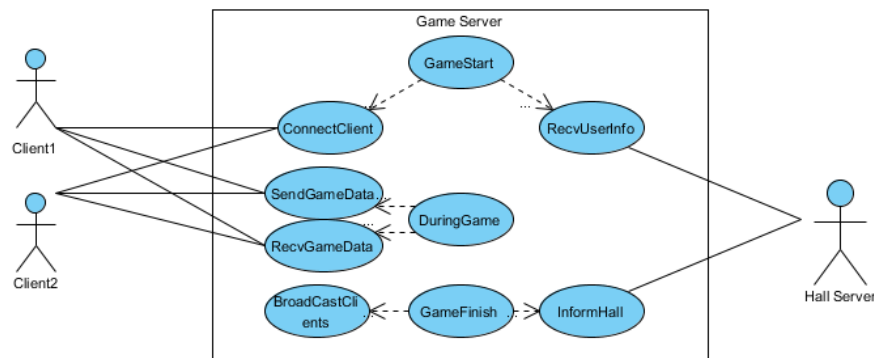 Game Server
GameStart
... ...
ConnectClient
RecvUserInfo
Client1
SendGameData
...
DuringGame
...
RecvGameData
Client2
Hall Server
BroadCastCli
ents
...
GameFinish
...
InformHall